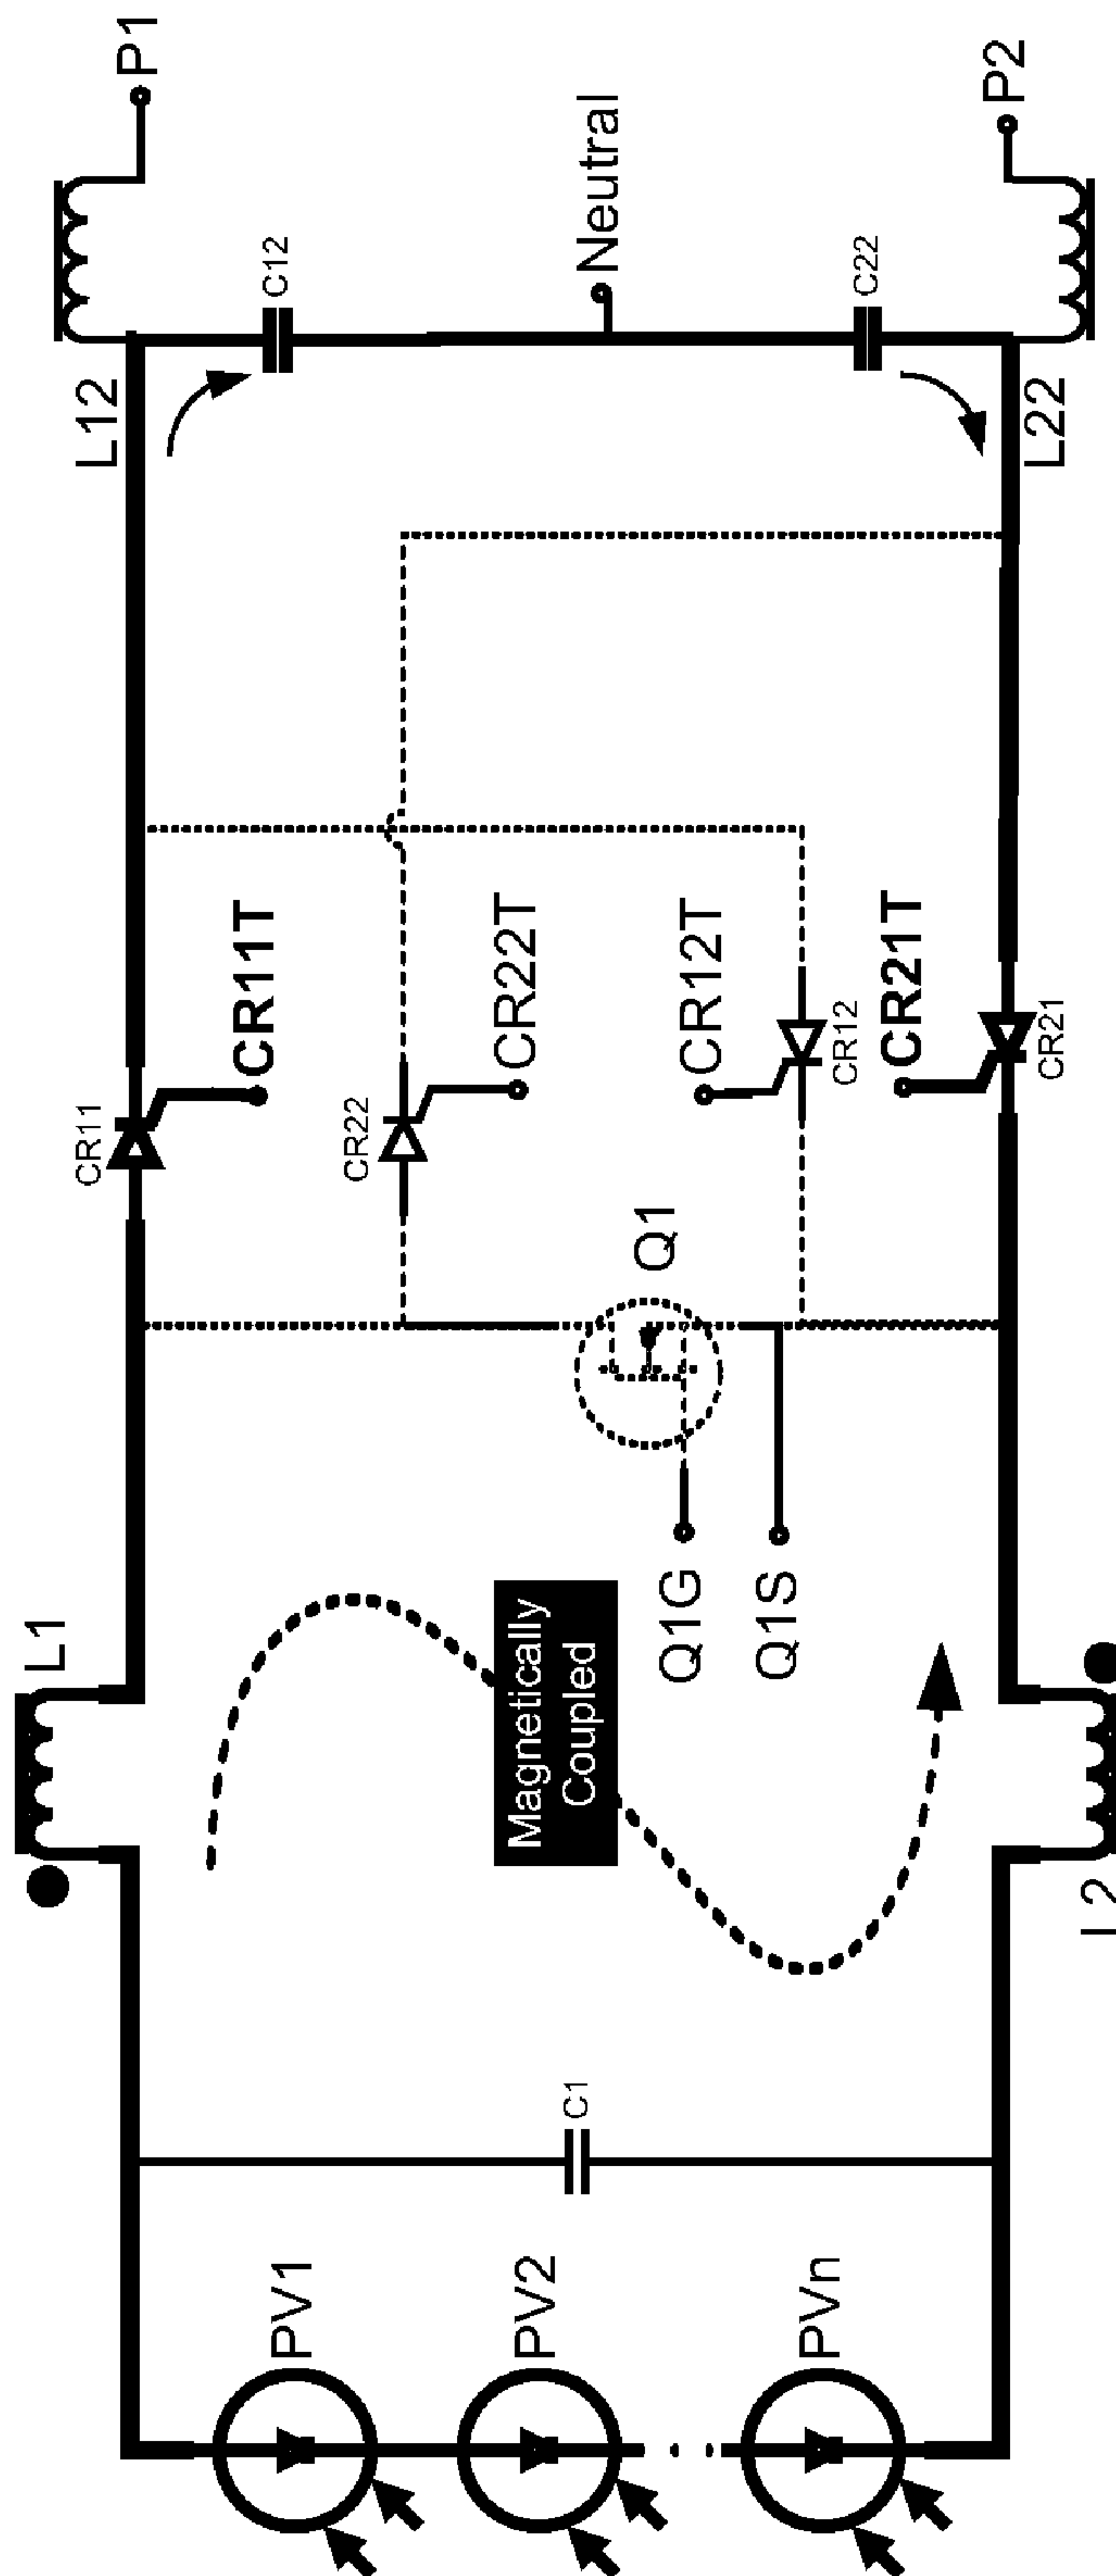 P1
P2
Neutral
C12
C22
L12
L22
CR11T
CR22T
CR12T
CR21T
CR11
CR22
CR12
CR21
Q1
Q1G
Q1S
L1
L2
Magnetically
Coupled
C1
PV1
PV2
PVn